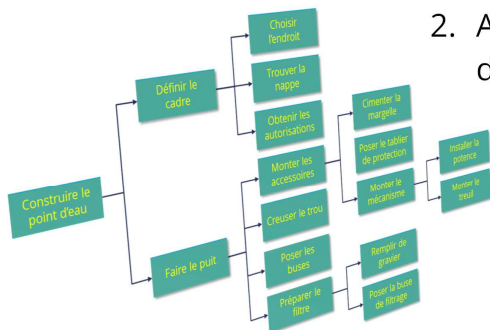 2. A
d
Choisir
l'endroit
Définir le
cadre
Trouver la
nappe
Obtenir les
autorisations
Construire le
point d'eau
Monter les
accessoires
Cimenter la
margelle
Poser le tablier
de protection
Monter le
mécanisme
Installer la
potence
Monter le
treuil
Creuser le trou
Faire le puit
Poser les
buses
Préparer le
filtre
Remplir de
gravier
Poser la buse
de filtrage